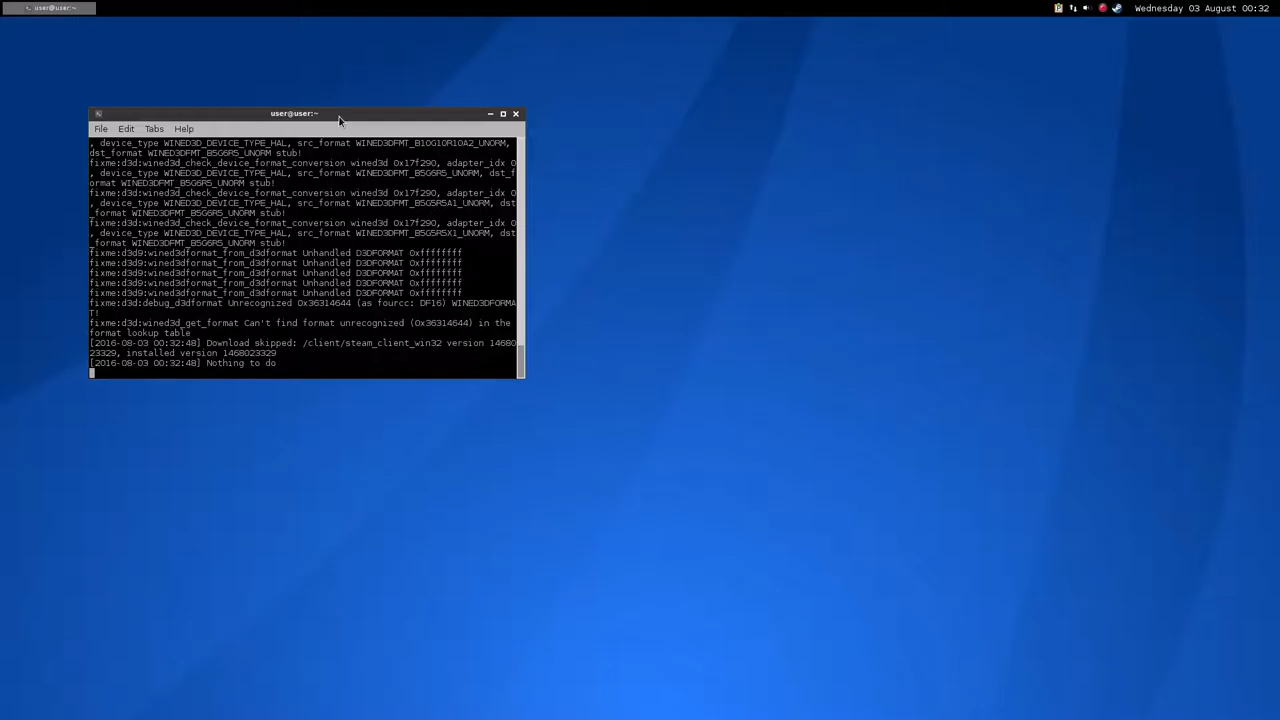 user@user:~
Wednesday 03 August 00:32
user@user:~
File Edit Tabs Help
, device_type WINED3D_DEVICE_TYPE_HAL, src_format WINED3DFMT_B10G10R10A2_UNORM,
dst_format WINED3DFMT_B5G6R5_UNORM stub!
fixme:d3d:wined3d_check_device_format_conversion wined3d 0x17f290, adapter_idx 0
, device_type WINED3D_DEVICE_TYPE_HAL, src_format WINED3DFMT_B5G6R5_UNORM, dst_f
ormat WINED3DFMT_B5G6R5_UNORM stub!
fixme:d3d:wined3d_check_device_format_conversion wined3d 0x17f290, adapter_idx 0
, device_type WINED3D_DEVICE_TYPE_HAL, src_format WINED3DFMT_B5G5R5A1_UNORM, dst
_format WINED3DFMT_B5G6R5_UNORM stub!
fixme:d3d:wined3d_check_device_format_conversion wined3d 0x17f290, adapter_idx 0
, device_type WINED3D_DEVICE_TYPE_HAL, src_format WINED3DFMT_B5G5R5X1_UNORM, dst
_format WINED3DFMT_B5G6R5_UNORM stub!
fixme:d3d9:wined3dformat_from_d3dformat Unhandled D3DFORMAT 0xffffffff
fixme:d3d9:wined3dformat_from_d3dformat Unhandled D3DFORMAT 0xffffffff
fixme:d3d9:wined3dformat_from_d3dformat Unhandled D3DFORMAT 0xffffffff
fixme:d3d9:wined3dformat_from_d3dformat Unhandled D3DFORMAT 0xffffffff
fixme:d3d9:wined3dformat_from_d3dformat Unhandled D3DFORMAT 0xffffffff
fixme:d3d:debug_d3dformat Unrecognized 0x36314644 (as fourcc: DF16) WINED3DFORMA
T!
fixme:d3d:wined3d_get_format Can't find format unrecognized (0x36314644) in the
format lookup table
[2016-08-03 00:32:48] Download skipped: /client/steam_client_win32 version 14680
23329, installed version 1468023329
[2016-08-03 00:32:48] Nothing to do